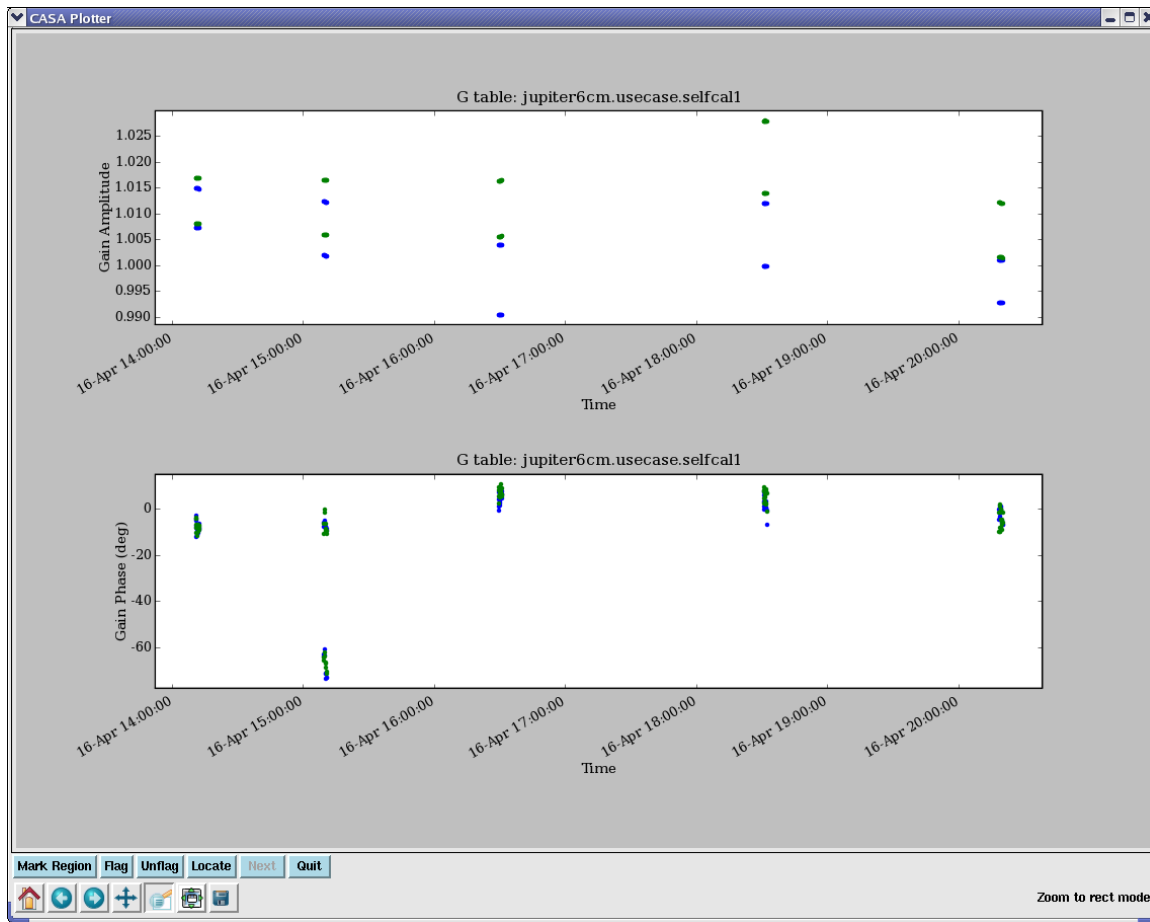 CASA Plotter
G table: jupiter6cm.usecase.selfcal1
Gain Amplitude
1.025
1.020
1.015
1.010
1.005
1.000
0.995
0.990
16-Apr 14:00:00
16-Apr 15:00:00
16-Apr 16:00:00
16-Apr 17:00:00
16-Apr 18:00:00
16-Apr 19:00:00
16-Apr 20:00:00
Time
G table: jupiter6cm.usecase.selfcal1
Gain Phase (deg)
0
-20
-40
-60
16-Apr 14:00:00
16-Apr 15:00:00
16-Apr 16:00:00
16-Apr 17:00:00
16-Apr 18:00:00
16-Apr 19:00:00
16-Apr 20:00:00
Time
Mark Region Flag Unflag Locate Next Quit
Zoom to rect mode